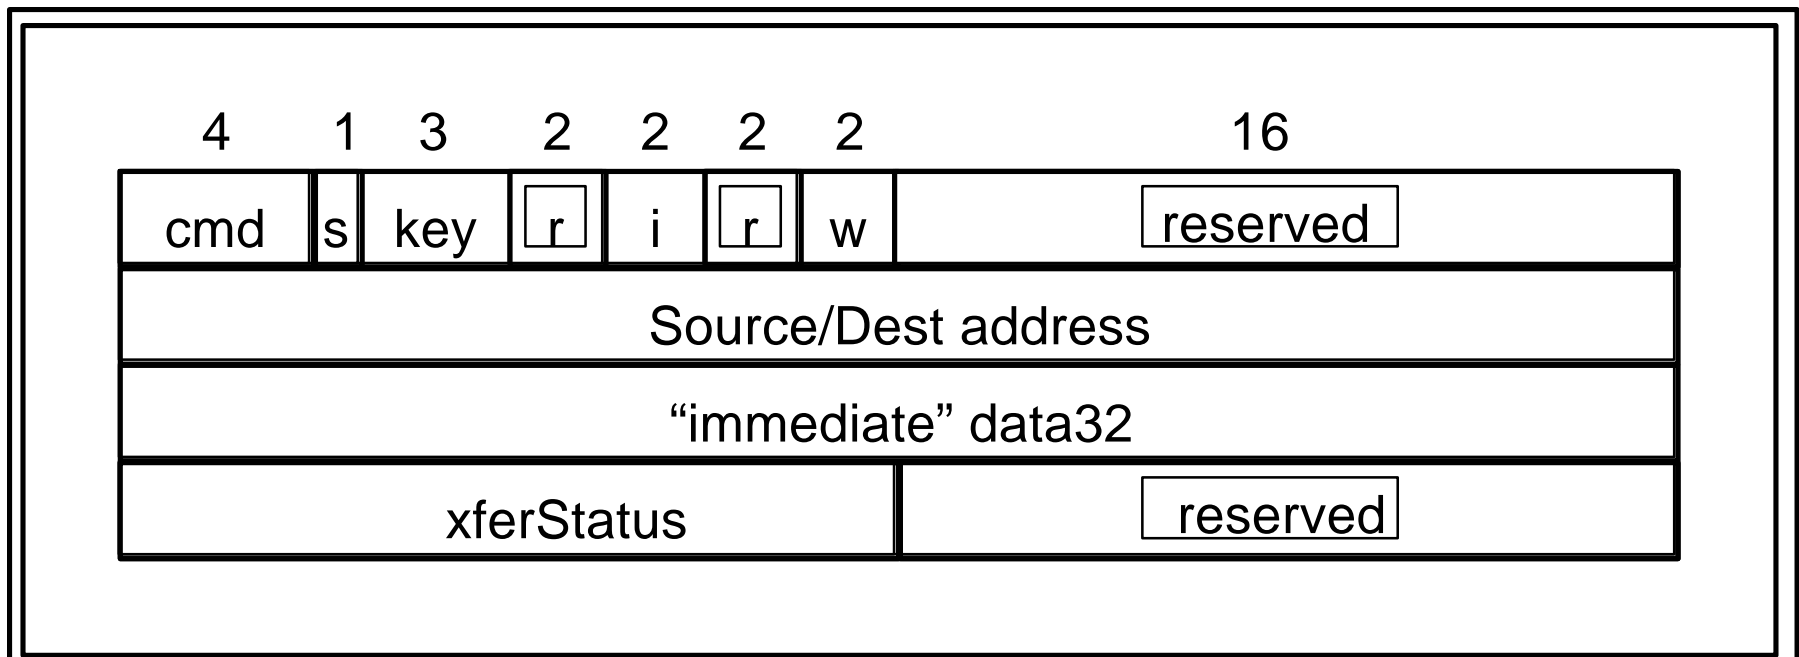 4 1 3 2 2 2 2 16
cmd s key r i r w reserved
Source/Dest address
“immediate” data32
xferStatus reserved